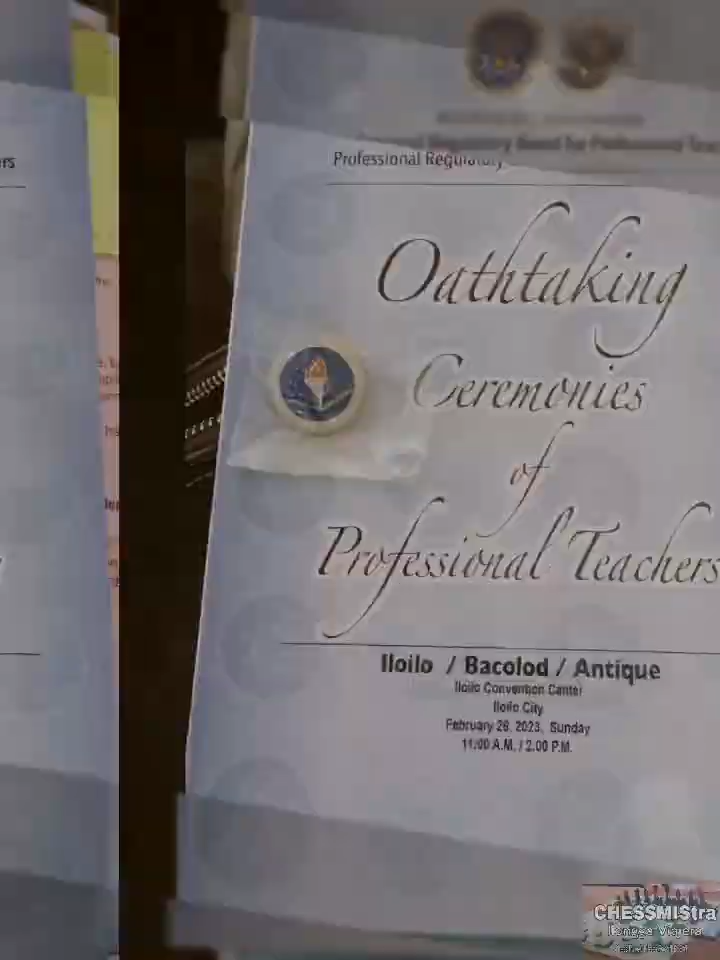 Professional Regulatory
Oathtaking
Ceremonies
of
Professional Teachers
Iloilo / Bacolod / Antique
Iloilo Convention Center
Iloilo City
February 26, 2023, Sunday
11:00 A.M. / 2:00 P.M.
CHESSMIStra